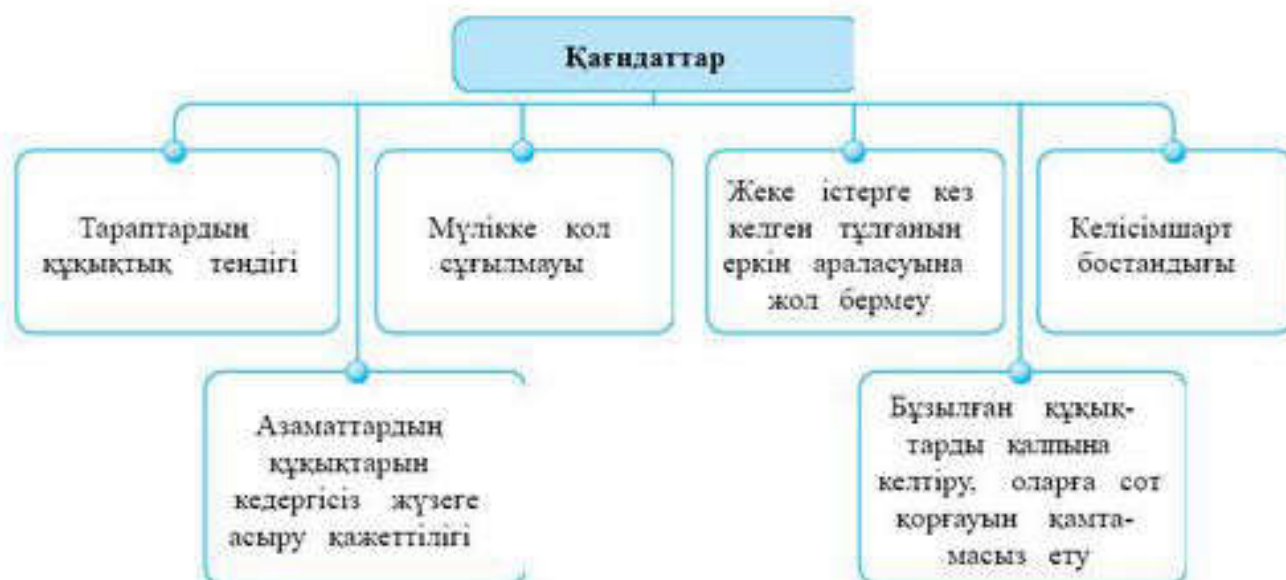 Қағидаттар
Тараптардың
құқықтық теңдігі
Мүлікке қол
сұғылмауы
Жеке істерге кез
келген тұлғаның
еркін араласуына
жол бермеу
Келісімшарт
бостандығы
Азаматтардың
құқықтарын
кедергісіз жүзеге
асыру қажеттілігі
Бұзылған құқық-
тарды қалпына
келтіру, оларға сот
қорғауын қамта-
масыз ету